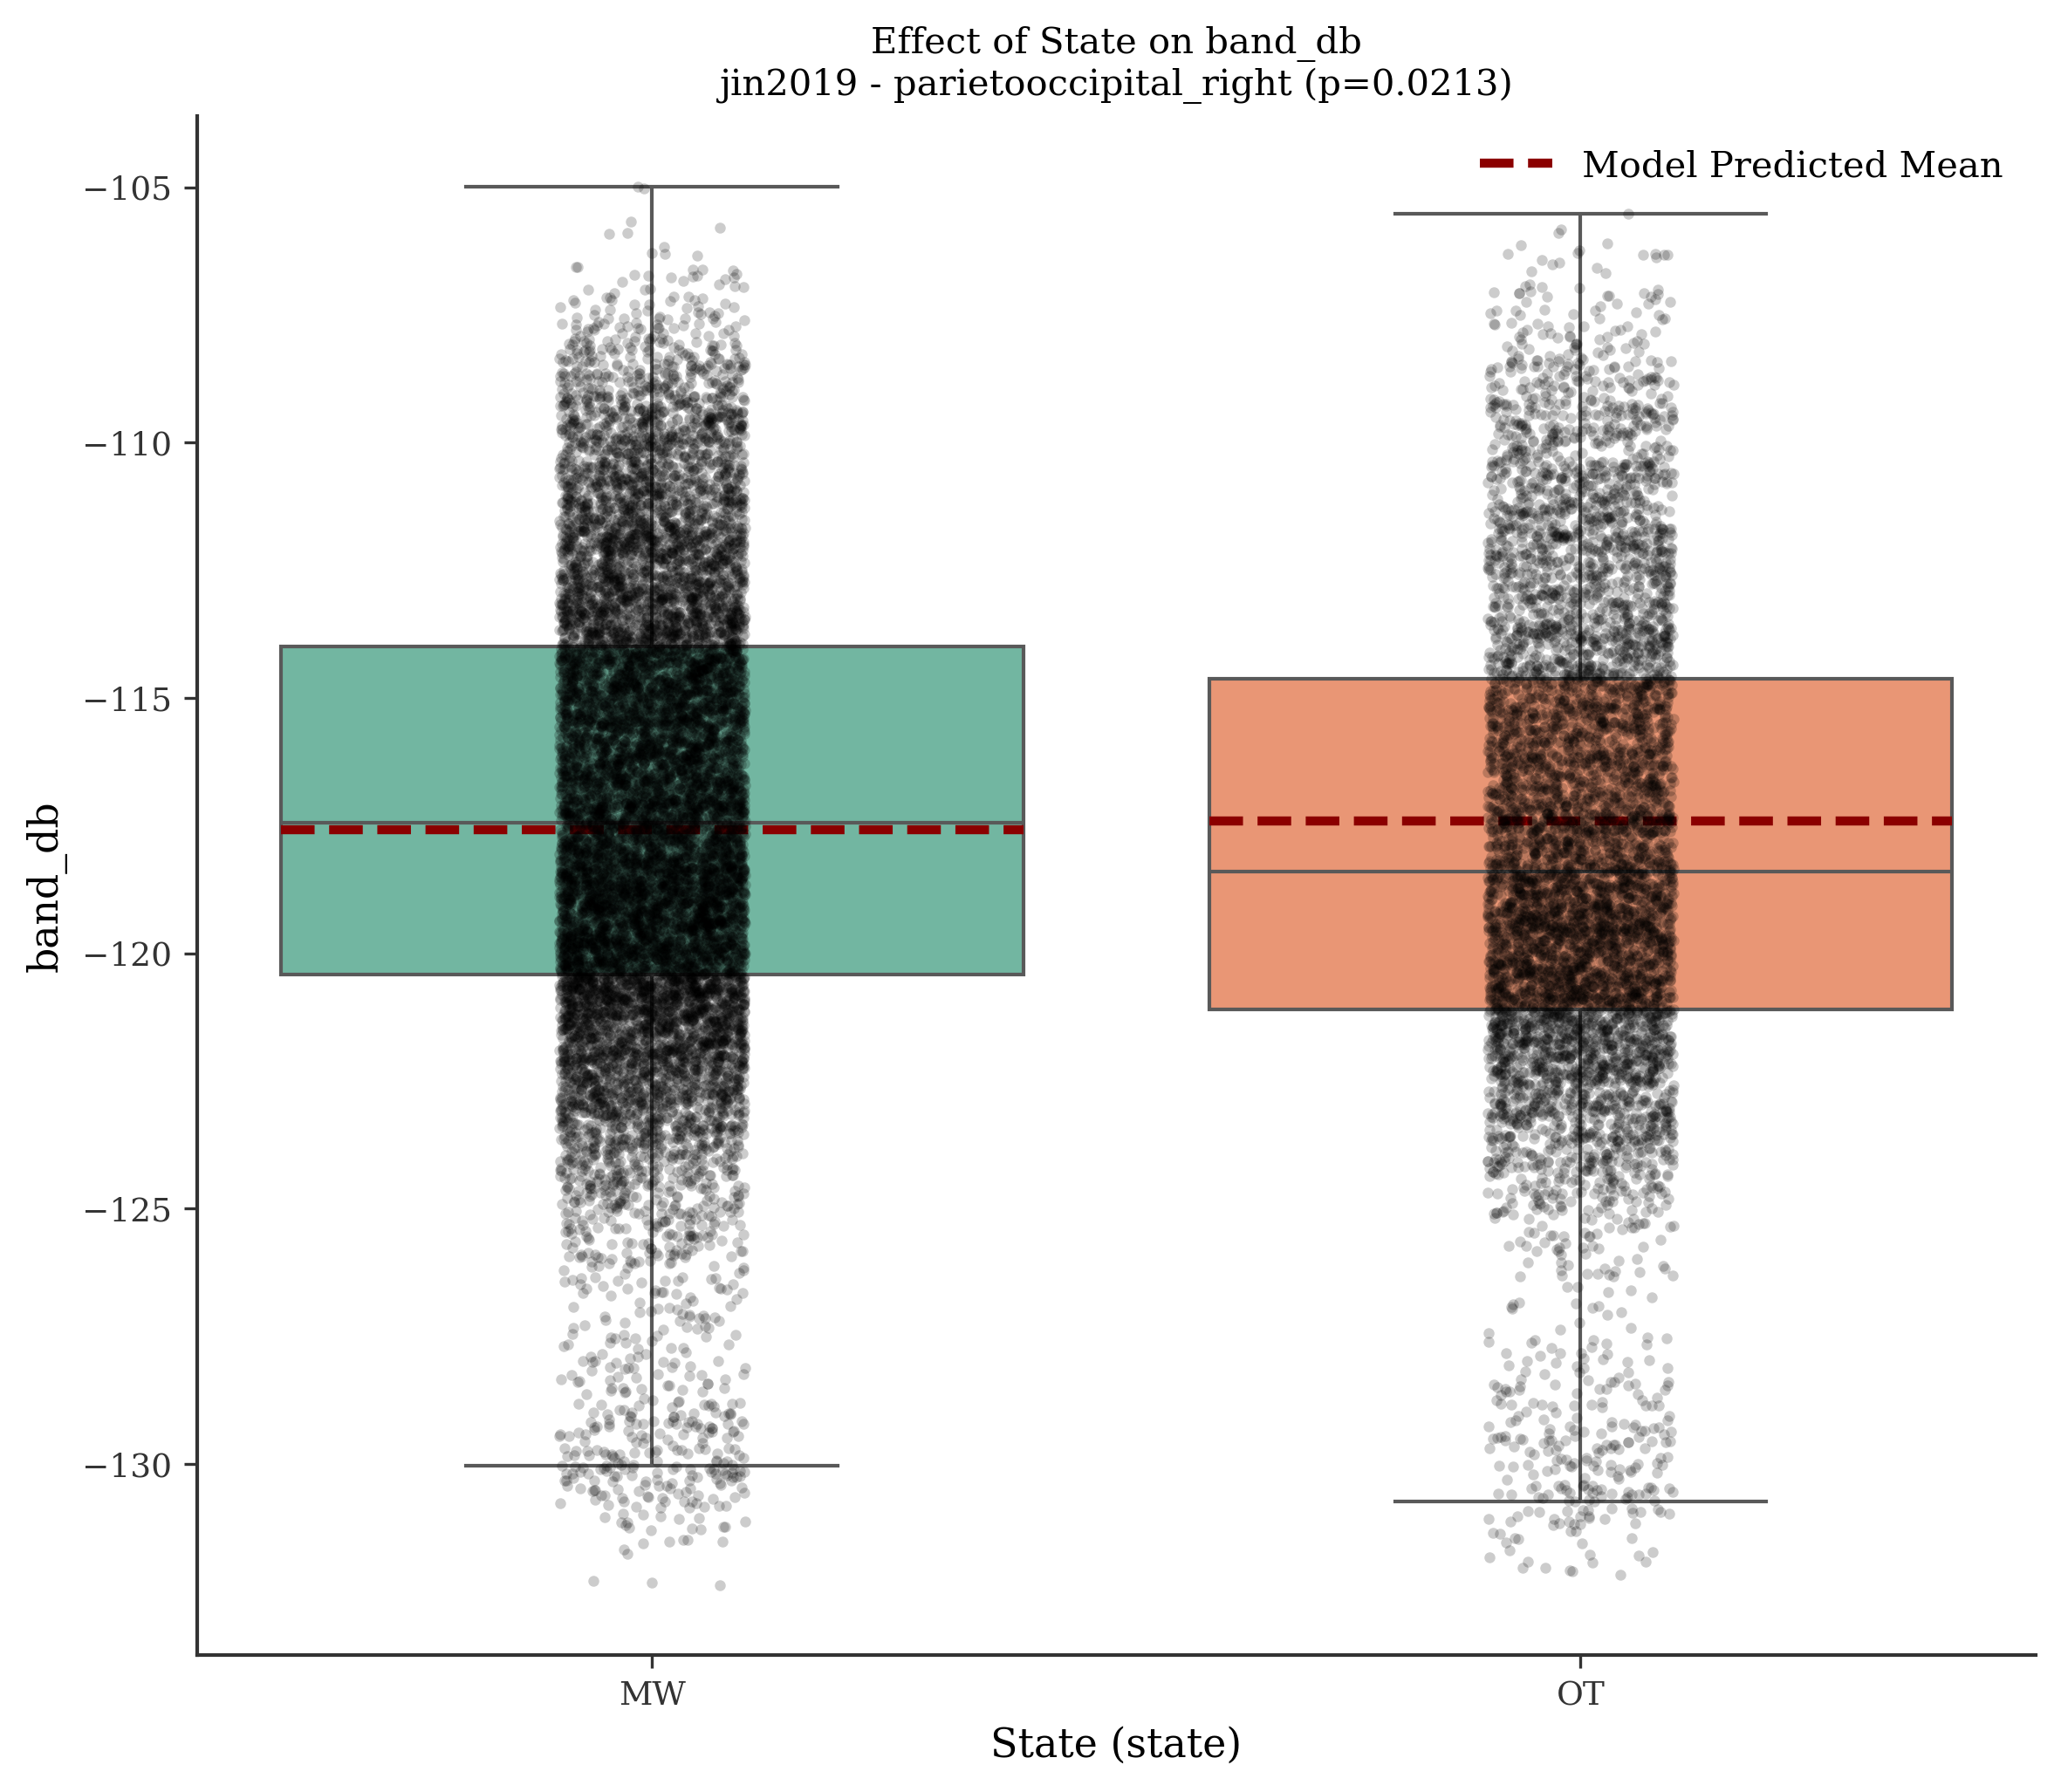 Effect of State on band_db
jin2019 - parietooccipital_right (p=0.0213)
Model Predicted Mean
−105
−110
−115
−120
−125
−130
band_db
MW
OT
State (state)